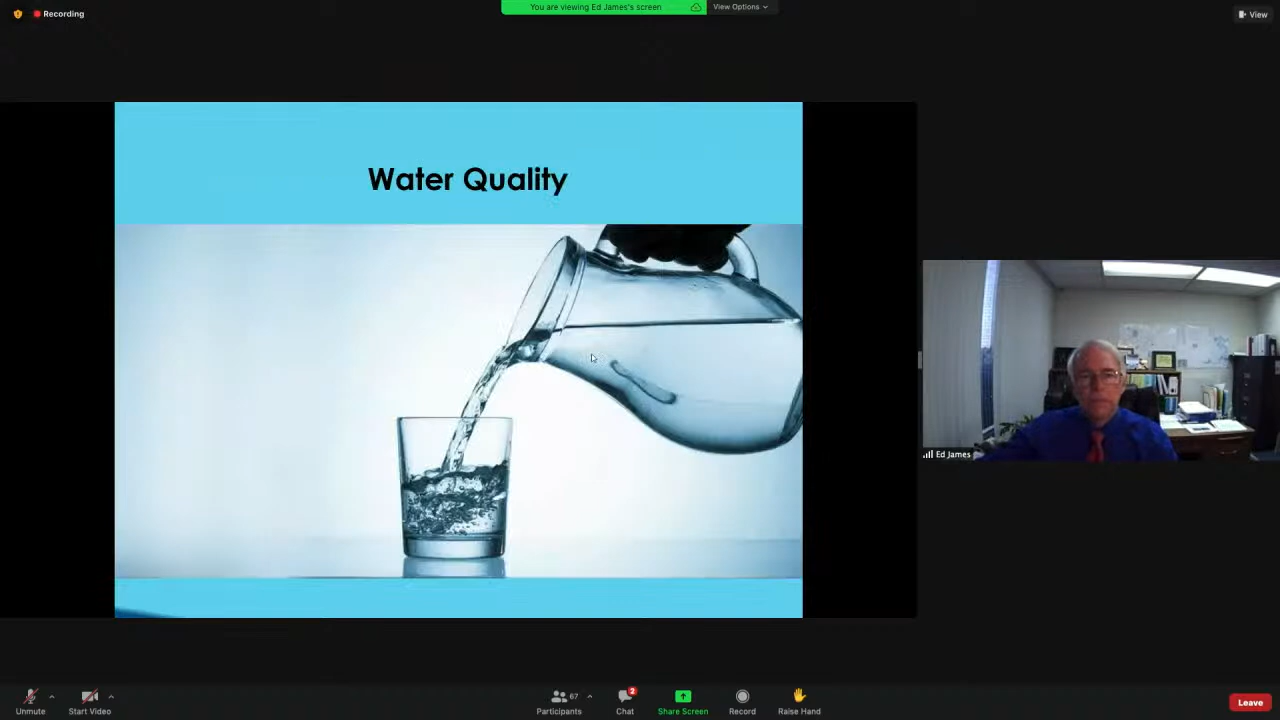 Recording
You are viewing Ed James's screen
View Options
View
Water Quality
Ed James
Unmute
Start Video
67
Participants
2
Chat
Share Screen
Record
Raise Hand
Leave